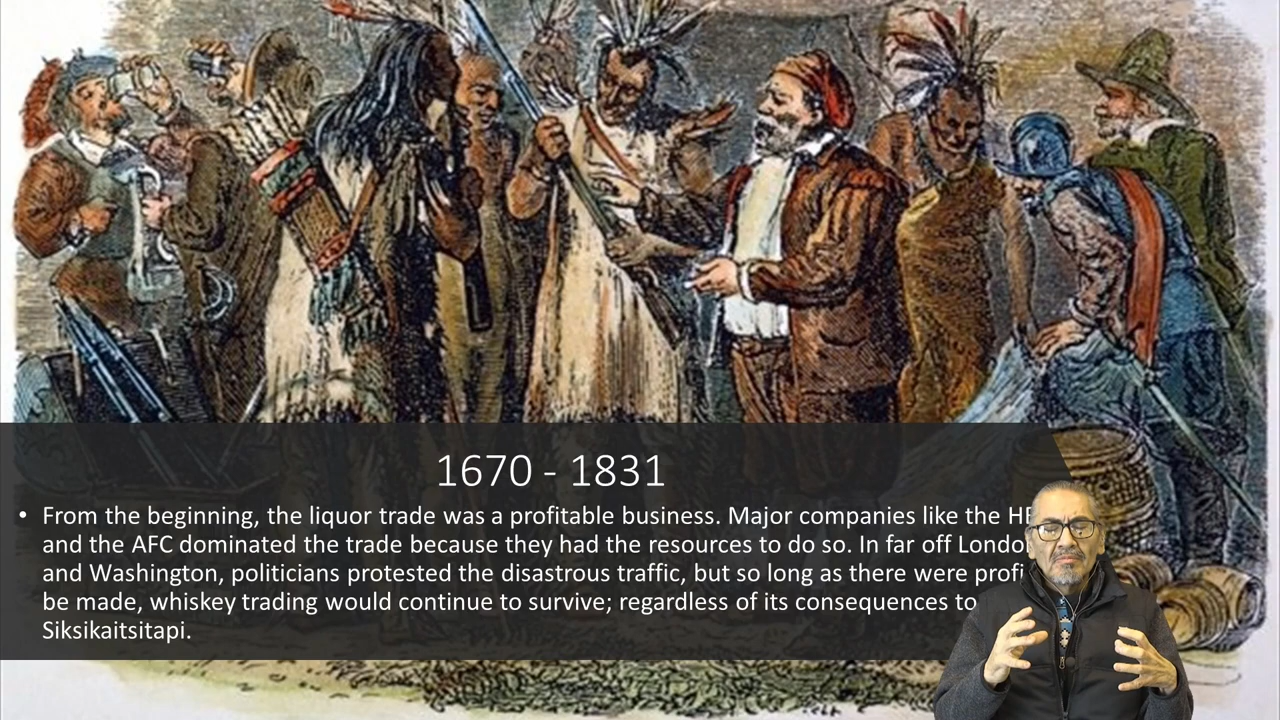 1670 - 1831
• From the beginning, the liquor trade was a profitable business. Major companies like the
and the AFC dominated the trade because they had the resources to do so. In far off
and Washington, politicians protested the disastrous traffic, but so long as there were
be made, whiskey trading would continue to survive; regardless of its consequences to
Siksikaitsitapi.